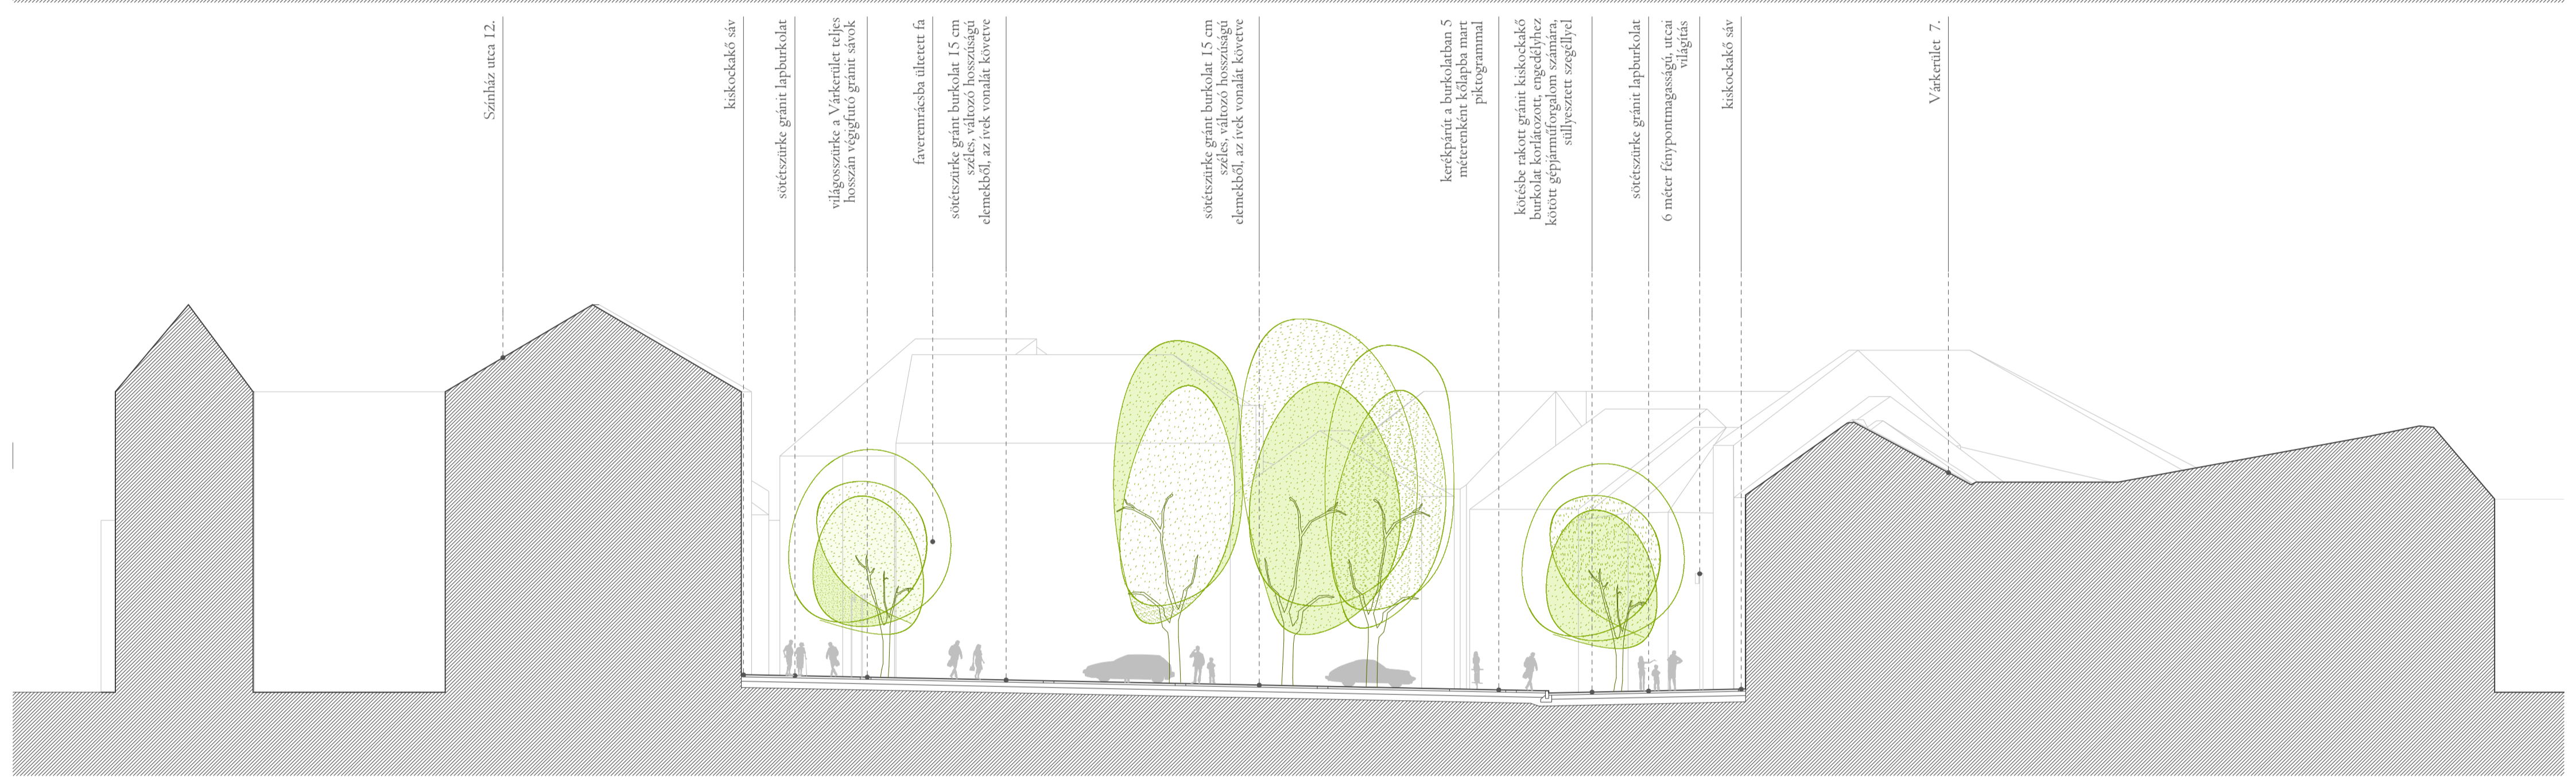 Színház utca 12.
kiskockakő sáv
sötétszürke gránit lapburkolat
világosszürke a Várkerület teljes
hosszán végigfutó gránit sávok
faveremrácsba ültetett fa
sötétszürke gránt burkolat 15 cm
széles, változó hosszúságú
elemekből, az ívek vonalát követve
sötétszürke gránt burkolat 15 cm
széles, változó hosszúságú
elemekből, az ívek vonalát követve
kerékpárút a burkolatban 5
méterenként kőlapba mart
piktogrammal
kötésbe rakott gránit kiskockakő
burkolat korlátozott, engedélyhez
kötött gépjárműforgalom számára,
süllyesztett szegéllyel
sötétszürke gránit lapburkolat
6 méter fénypontmagasságú, utcai
világítás
kiskockakő sáv
Várkerület 7.